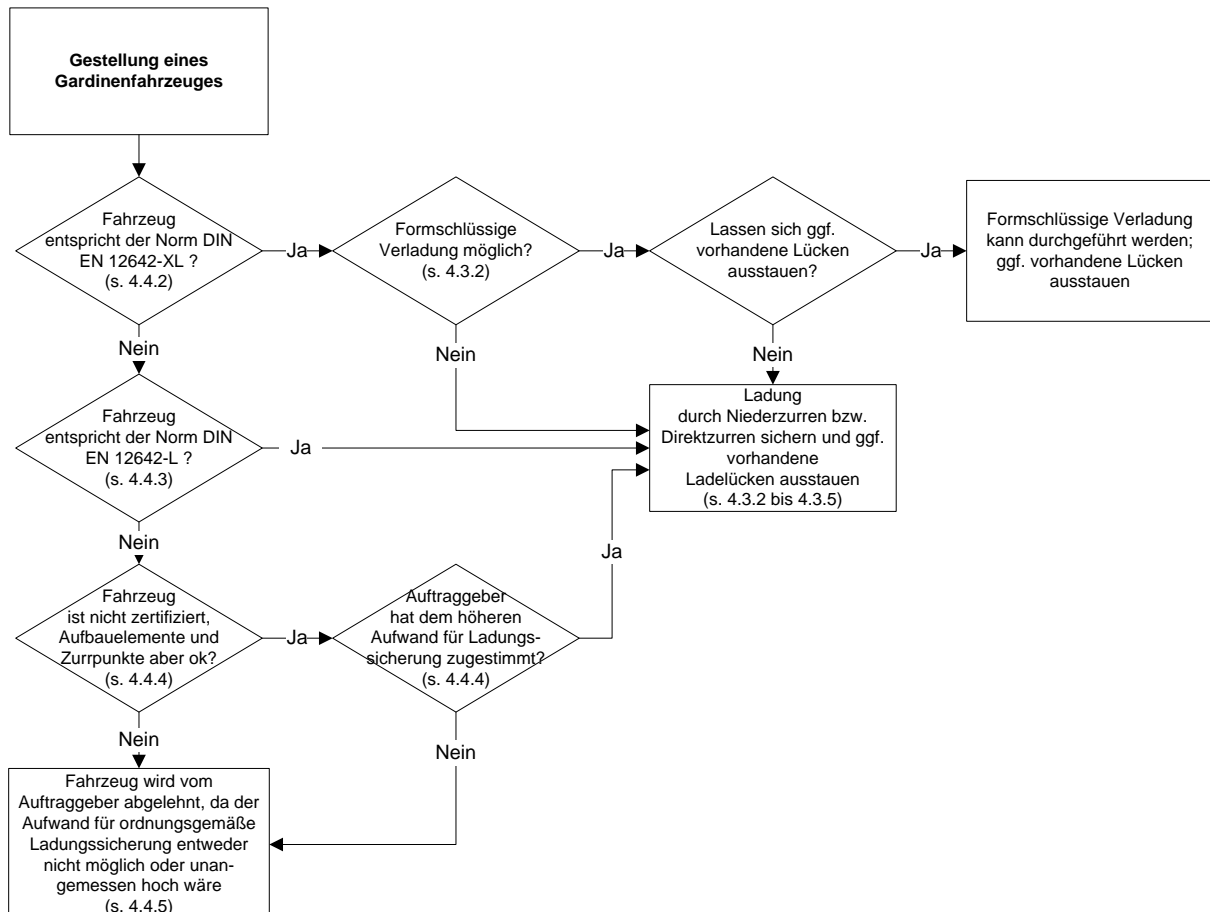 Gestellung eines
Gardinenfahrzeuges
Fahrzeug
entspricht der Norm DIN
EN 12642-XL ?
(s. 4.4.2)
Ja
Formschlüssige
Verladung möglich?
(s. 4.3.2)
Ja
Lassen sich ggf.
vorhandene Lücken
ausstauen?
Ja
Formschlüssige Verladung
kann durchgeführt werden;
ggf. vorhandene Lücken
ausstauen
Nein
Nein
Nein
Fahrzeug
entspricht der Norm DIN
EN 12642-L ?
(s. 4.4.3)
Ja
Ladung
durch Niederzurren bzw.
Direktzurren sichern und ggf.
vorhandene
Ladelücken ausstauen
(s. 4.3.2 bis 4.3.5)
Nein
Ja
Fahrzeug
ist nicht zertifiziert,
Aufbauelemente und
Zurrpunkte aber ok?
(s. 4.4.4)
Ja
Auftraggeber
hat dem höheren
Aufwand für Ladungs-
sicherung zugestimmt?
(s. 4.4.4)
Nein
Nein
Fahrzeug wird vom
Auftraggeber abgelehnt, da der
Aufwand für ordnungsgemäße
Ladungssicherung entweder
nicht möglich oder unan-
gemessen hoch wäre
(s. 4.4.5)